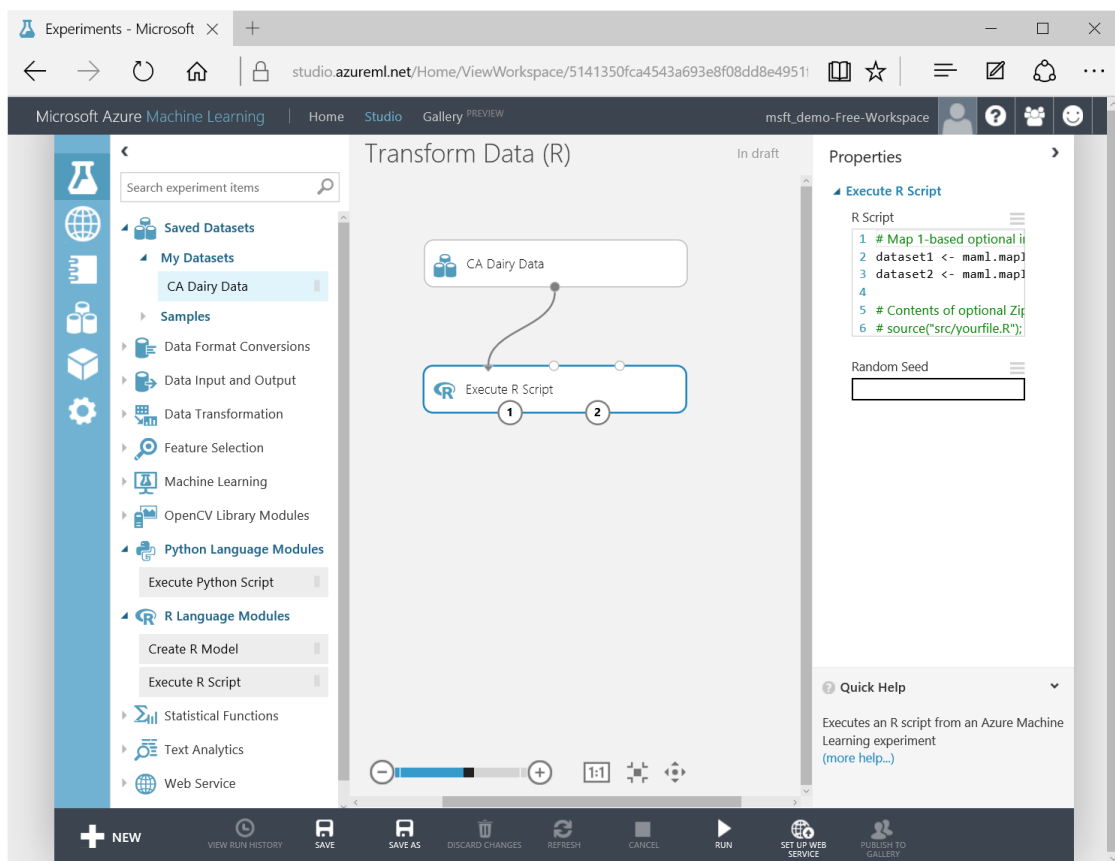 Experiments - Microsoft
studio.azureml.net/Home/ViewWorkspace/5141350fca4543a693e8f08dd8e4951
Microsoft Azure Machine Learning
Home
Studio
Gallery PREVIEW
msft_demo-Free-Workspace
Search experiment items
Saved Datasets
My Datasets
CA Dairy Data
Samples
Data Format Conversions
Data Input and Output
Data Transformation
Feature Selection
Machine Learning
OpenCV Library Modules
Python Language Modules
Execute Python Script
R Language Modules
Create R Model
Execute R Script
Statistical Functions
Text Analytics
Web Service
Transform Data (R)
In draft
CA Dairy Data
Execute R Script
1
2
1:1
Properties
Execute R Script
R Script
1 # Map 1-based optional
2 dataset1 <- maml.map
3 dataset2 <- maml.map
4
5 # Contents of optional Zip
6 # source("src/yourfile.R");
Random Seed
Quick Help
Executes an R script from an Azure Machine
Learning experiment
(more help...)
NEW
VIEW RUN HISTORY
SAVE
SAVE AS
DISCARD CHANGES
REFRESH
CANCEL
RUN
SET UP WEB
SERVICE
PUBLISH TO
GALLERY